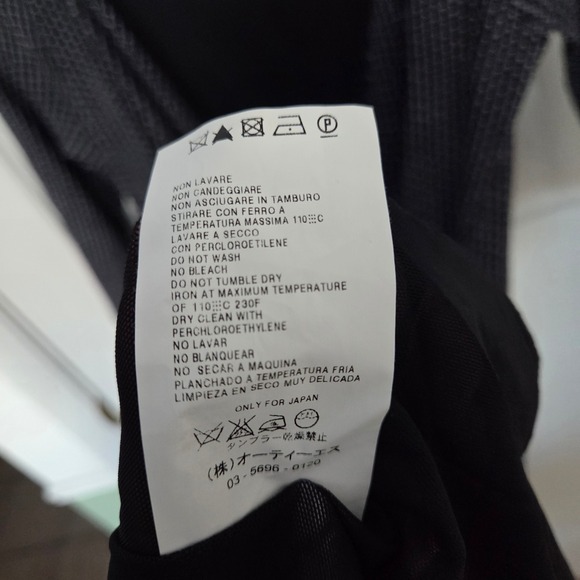 P
NON LAVARE
NON CANDEGGIARE
NON ASCIUGARE IN TAMBURO
STIRARE CON FERRO A
TEMPERATURA MASSIMA 110░C
LAVARE A SECCO
CON PERCLOROETILENE
DO NOT WASH
NO BLEACH
DO NOT TUMBLE DRY
IRON AT MAXIMUM TEMPERATURE
OF 110░C 230F
DRY CLEAN WITH
PERCHLOROETHYLENE
NO LAVAR
NO BLANQUEAR
NO SECAR A MAQUINA
PLANCHADO A TEMPERATURA FRIA
LIMPIEZA EN SECO MUY DELICADA
ONLY FOR JAPAN
タンブラー乾燥禁止
(株)オーティーエス
03-5696-0120